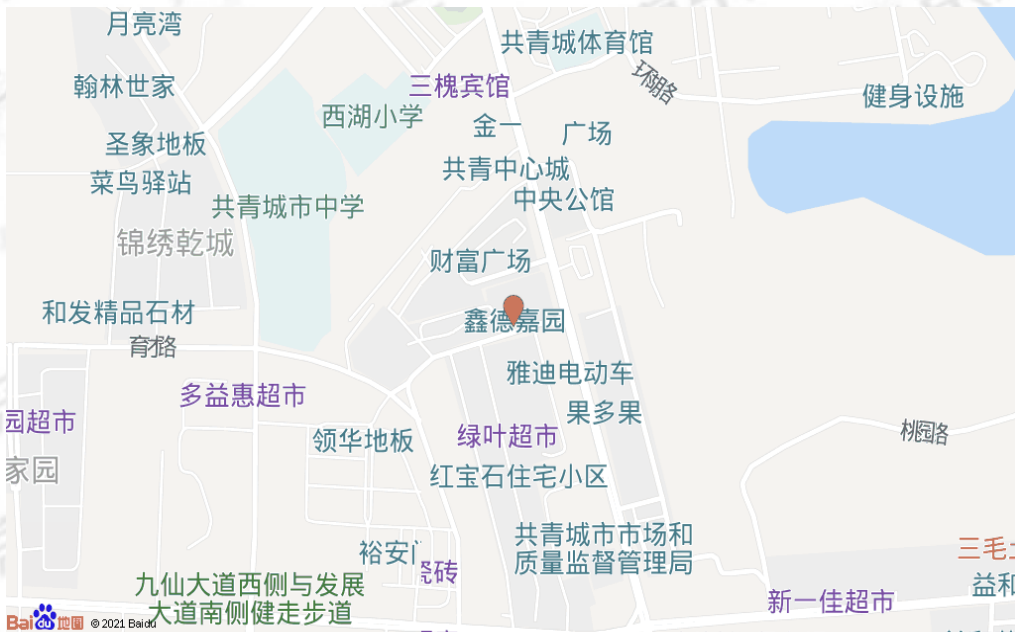 月亮湾
共青城体育馆
翰林世家
三槐宾馆
环湖路
健身设施
西湖小学
金一
广场
圣象地板
共青中心城
菜鸟驿站
中央公馆
共青城市中学
锦绣乾城
财富广场
和发精品石材
鑫德嘉园
育才路
雅迪电动车
多益惠超市
果多果
园超市
绿叶超市
桃园路
领华地板
家园
红宝石住宅小区
共青城市市场和
质量监督管理局
裕安门
瓷砖
三毛土
九仙大道西侧与发展
大道南侧健走步道
益和
新一佳超市
Bai du 地图 © 2021 Baidu